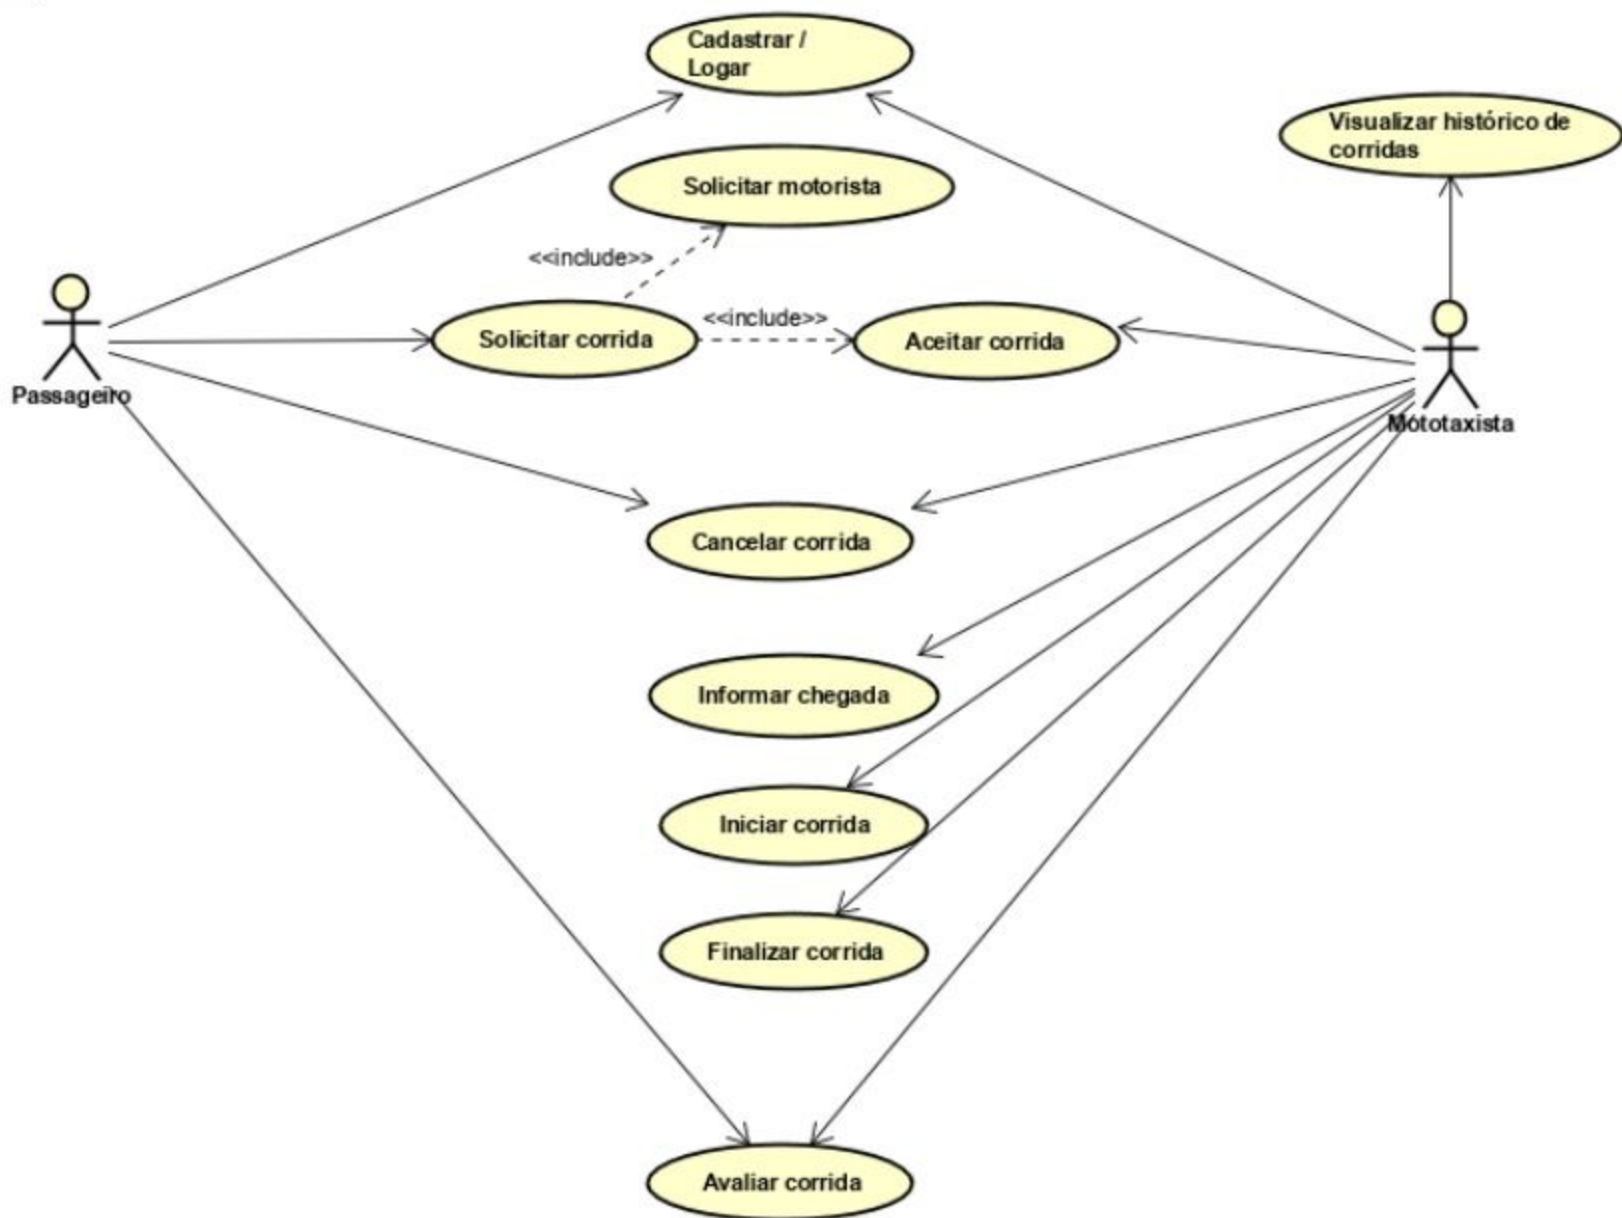 Cadastrar /
Logar
Visualizar histórico de
corridas
Solicitar motorista
<<include>>
<<include>>
Solicitar corrida
Aceitar corrida
Passageiro
Mototaxista
Cancelar corrida
Informar chegada
Iniciar corrida
Finalizar corrida
Avaliar corrida